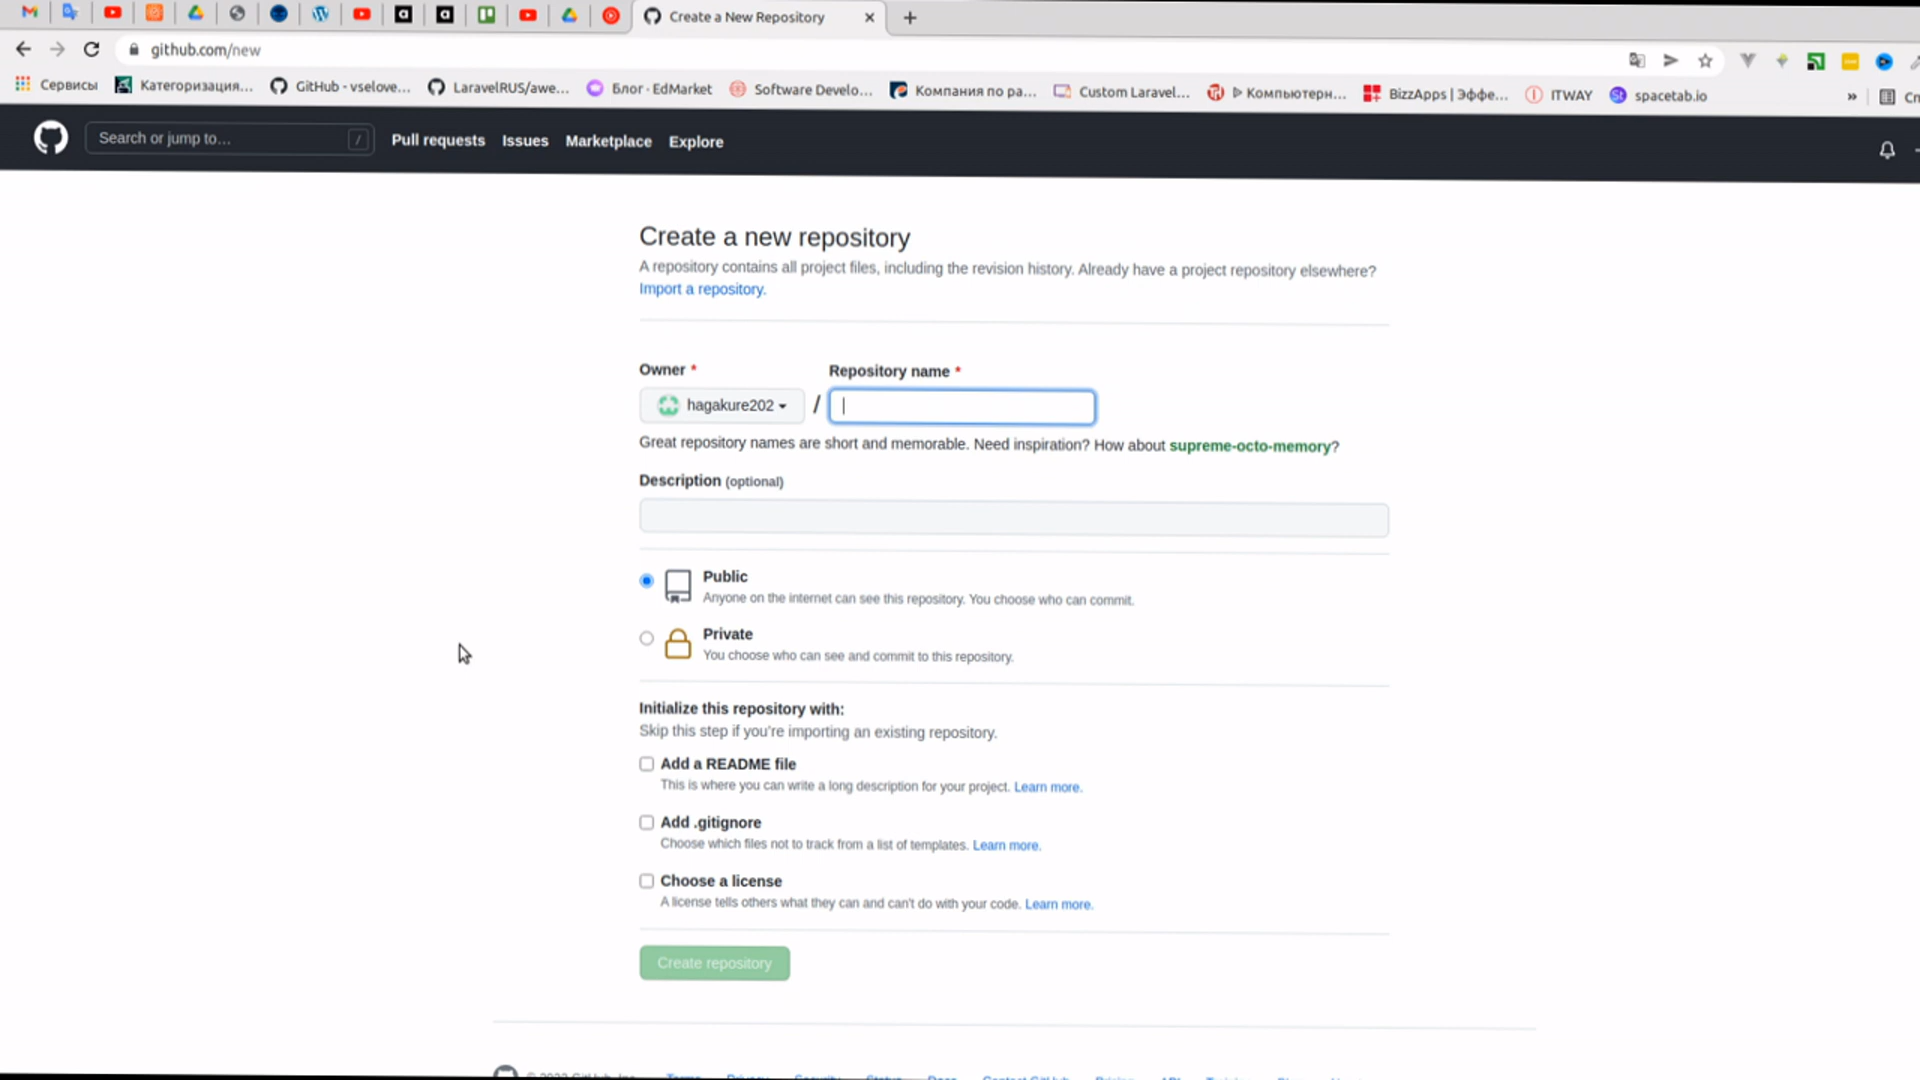 Create a New Repository
github.com/new
Сервисы
Категоризация...
GitHub - vselove...
LaravelRUS/awe...
Блог - EdMarket
Software Develo...
Компания по ра...
Custom Laravel...
Компьютерн...
BizzApps | Эффе...
ITWAY
spacetab.io
»
Search or jump to...
/
Pull requests
Issues
Marketplace
Explore
Create a new repository
A repository contains all project files, including the revision history. Already have a project repository elsewhere?
Import a repository.
Owner *
Repository name *
hagakure202
/
Great repository names are short and memorable. Need inspiration? How about supreme-octo-memory?
Description (optional)
Public
Anyone on the internet can see this repository. You choose who can commit.
Private
You choose who can see and commit to this repository.
Initialize this repository with:
Skip this step if you're importing an existing repository.
Add a README file
This is where you can write a long description for your project. Learn more.
Add .gitignore
Choose which files not to track from a list of templates. Learn more.
Choose a license
A license tells others what they can and can't do with your code. Learn more.
Create repository